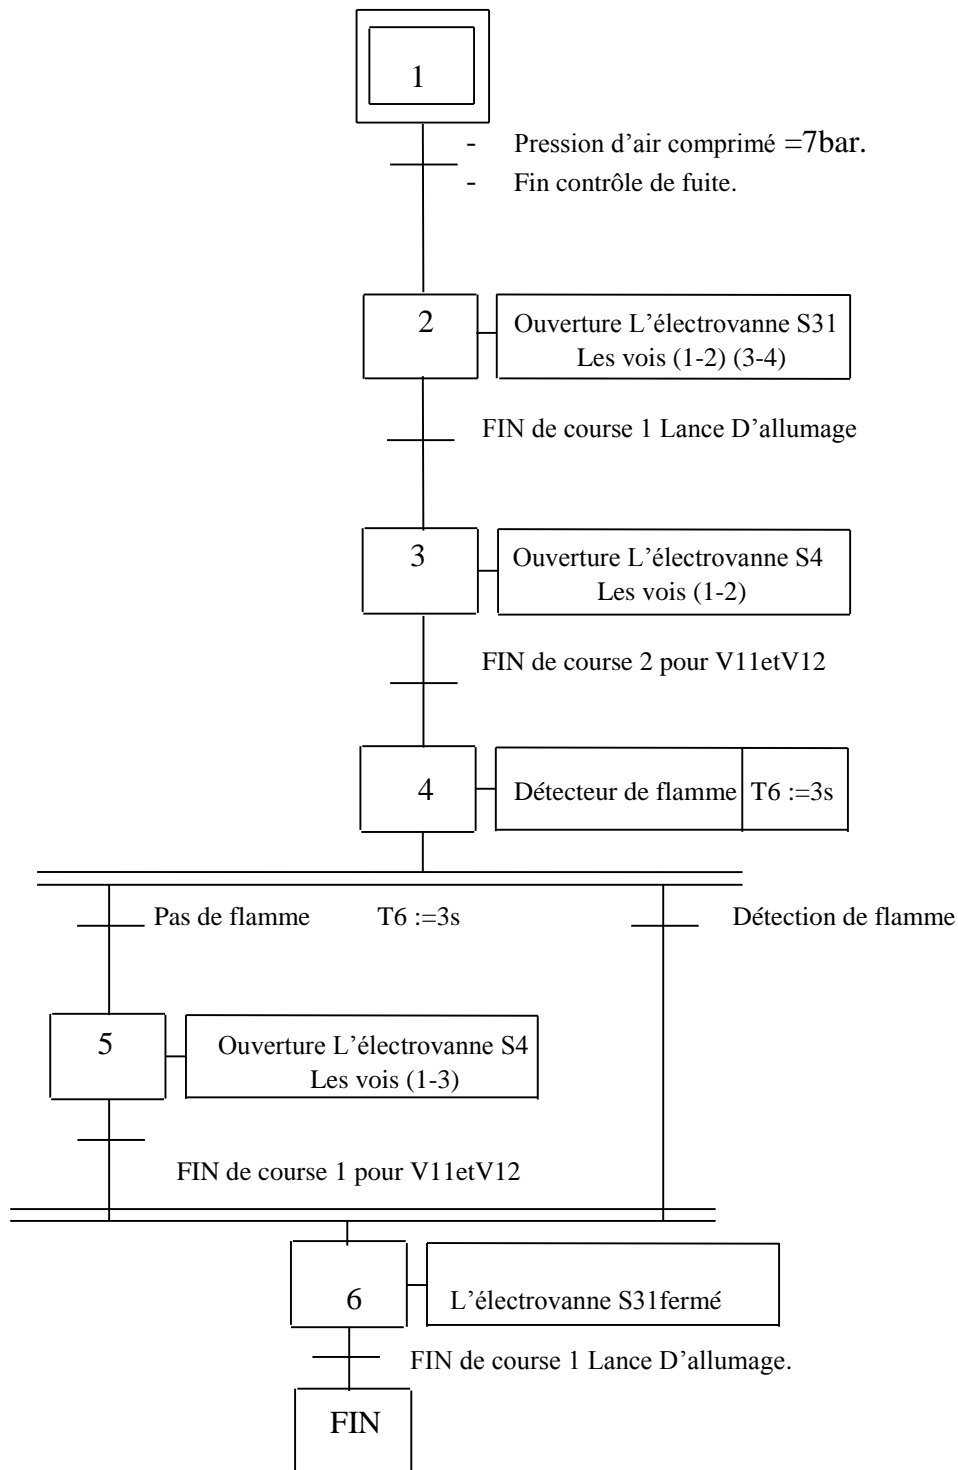 1
- Pression d'air comprimé =7bar.
- Fin contrôle de fuite.
2
Ouverture L'électrovanne S31
Les vois (1-2) (3-4)
FIN de course 1 Lance D'allumage
3
Ouverture L'électrovanne S4
Les vois (1-2)
FIN de course 2 pour V11etV12
4
Détecteur de flamme T6 :=3s
Pas de flamme T6 :=3s
Détection de flamme
5
Ouverture L'électrovanne S4
Les vois (1-3)
FIN de course 1 pour V11etV12
6
L'électrovanne S31fermé
FIN de course 1 Lance D'allumage.
FIN